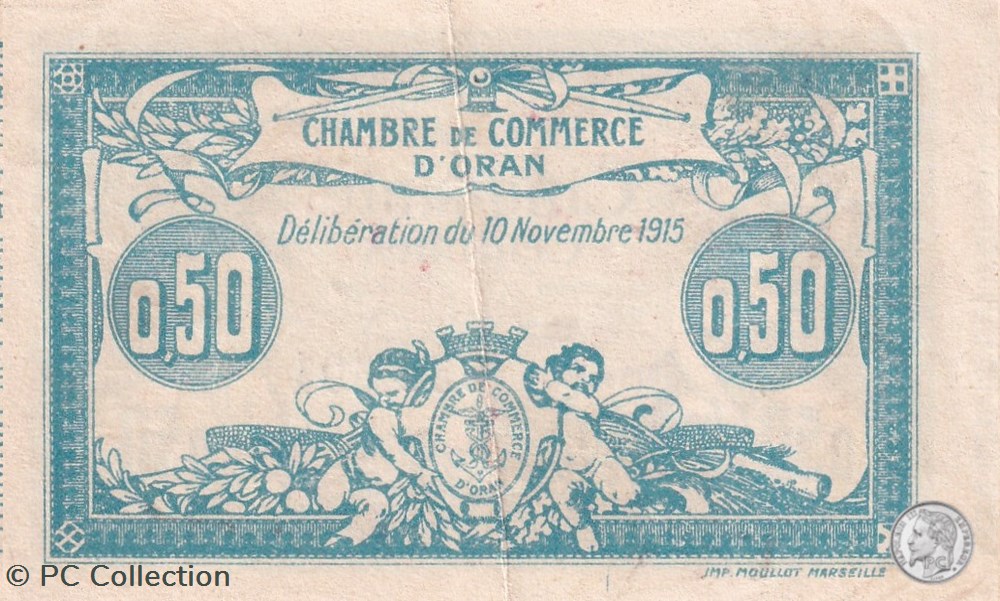 CHAMBRE DE COMMERCE
D'ORAN
Délibération du 10 Novembre 1915
0,50
0,50
CHAMBRE DE COMMERCE
D'ORAN
IMP. MOULLOT MARSEILLE
© PC Collection
PC